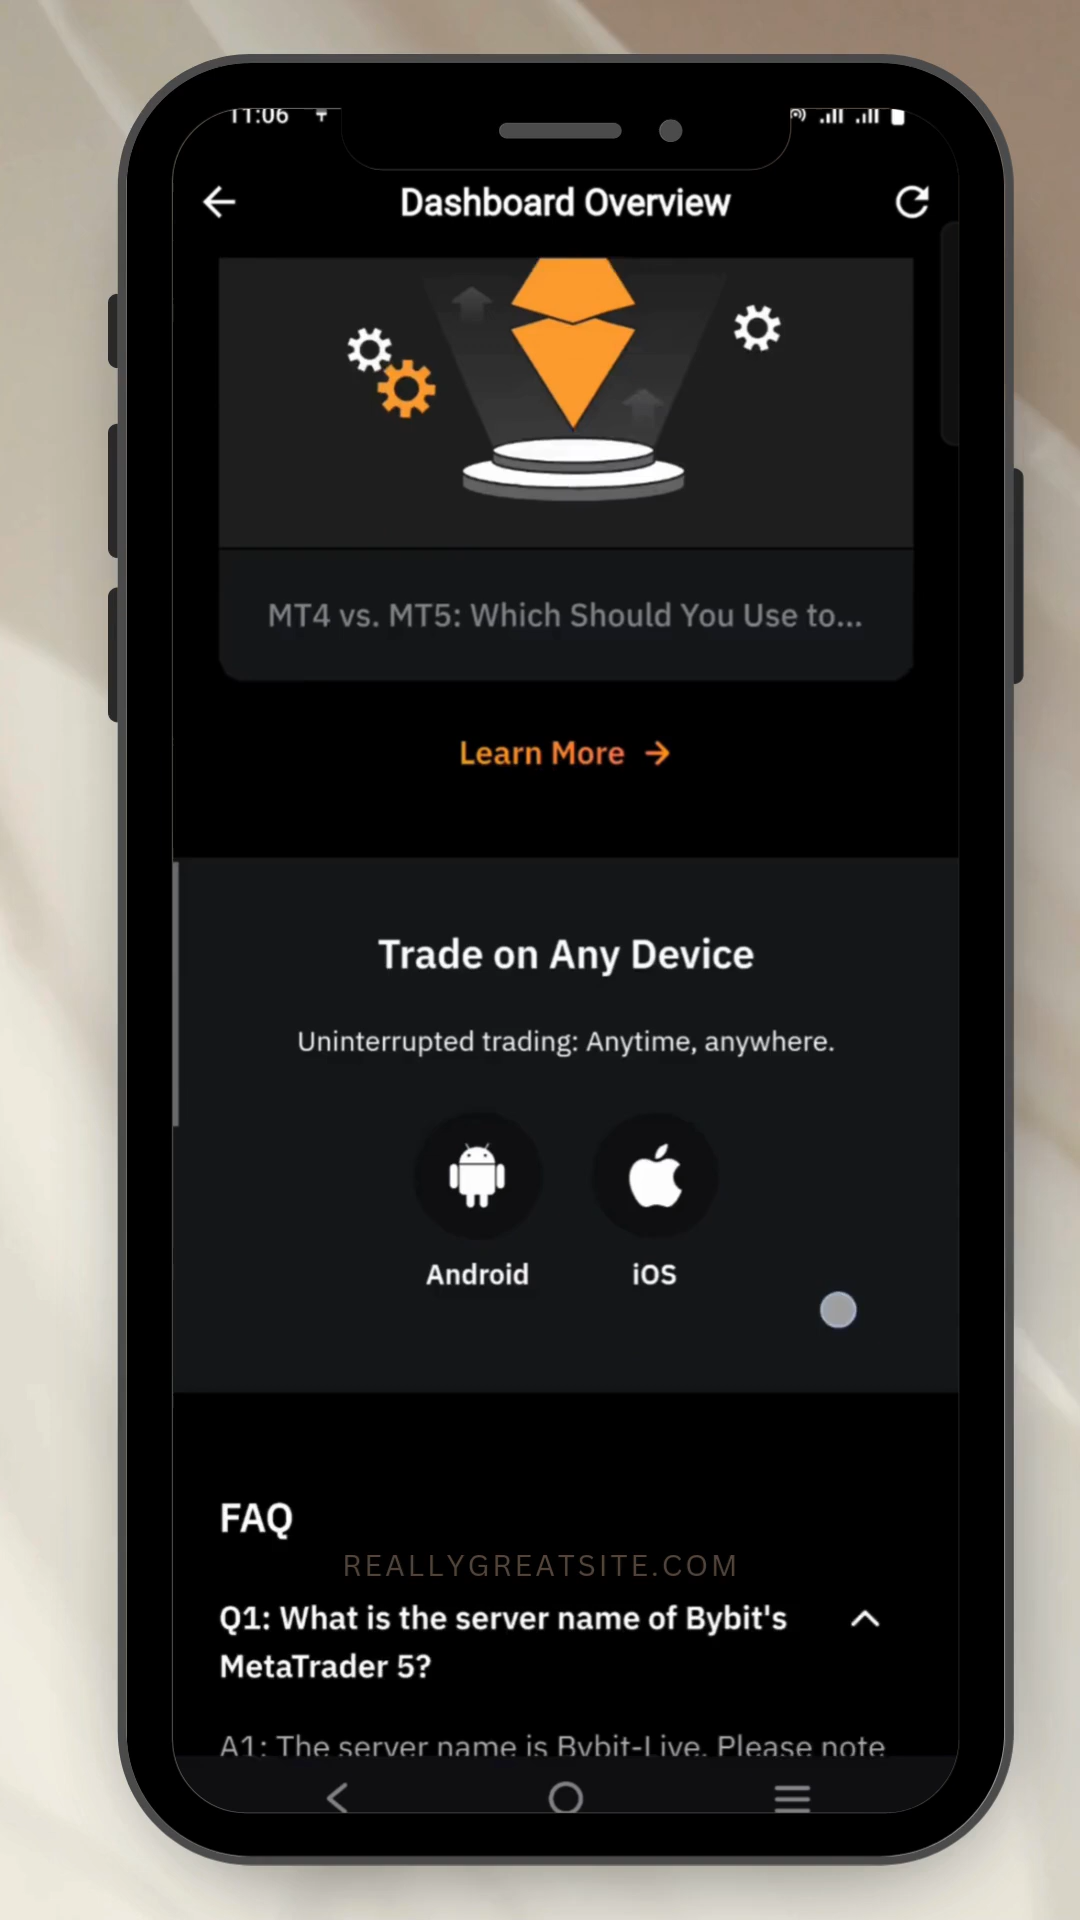 11:06
Dashboard Overview
MT4 vs. MT5: Which Should You Use to...
Learn More →
Trade on Any Device
Uninterrupted trading: Anytime, anywhere.
Android iOS
FAQ
REALLYGREATSITE.COM
Q1: What is the server name of Bybit's
MetaTrader 5?
A1: The server name is Bybit-Live. Please note